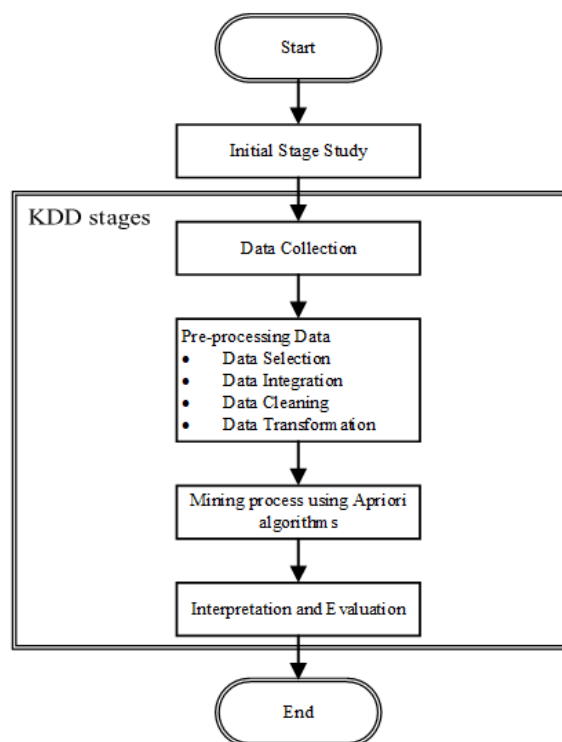 Start
Initial Stage Study
KDD stages
Data Collection
Pre-processing Data
• Data Selection
• Data Integration
• Data Cleaning
• Data Transformation
Mining process using Apriori
algorithms
Interpretation and Evaluation
End